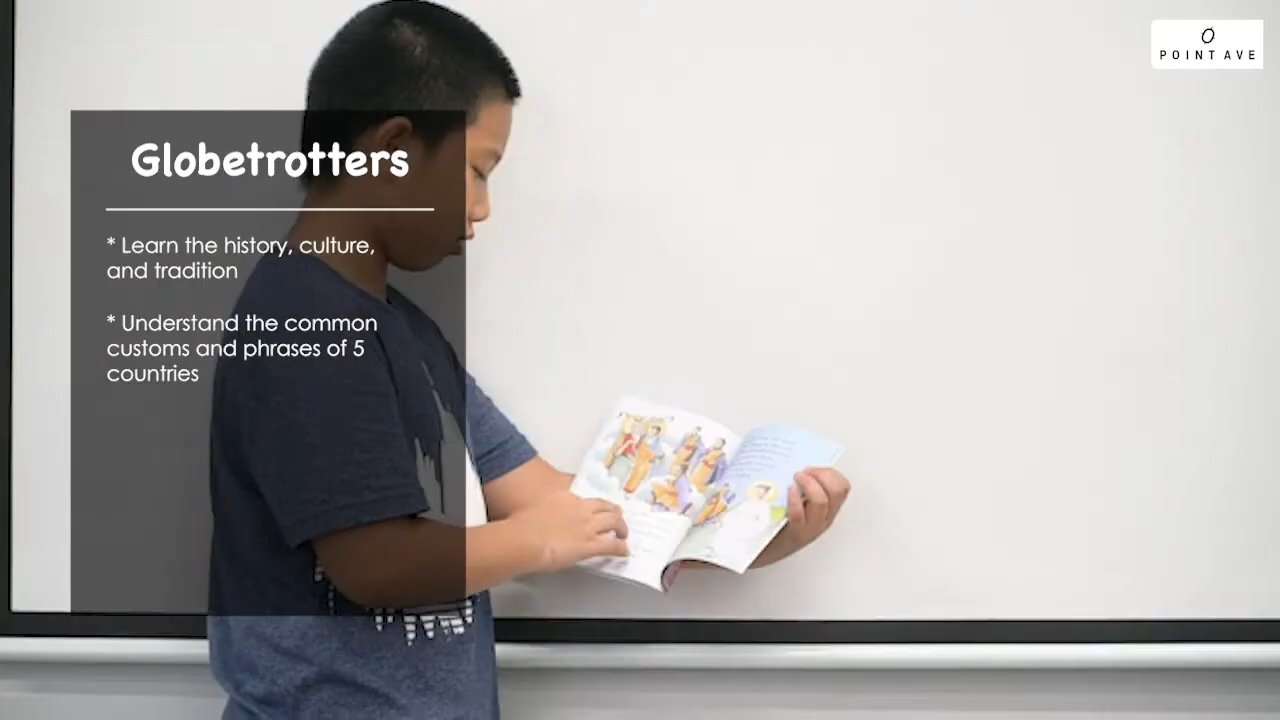 POINT AVE
Globetrotters
* Learn the history, culture,
and tradition
* Understand the common
customs and phrases of 5
countries